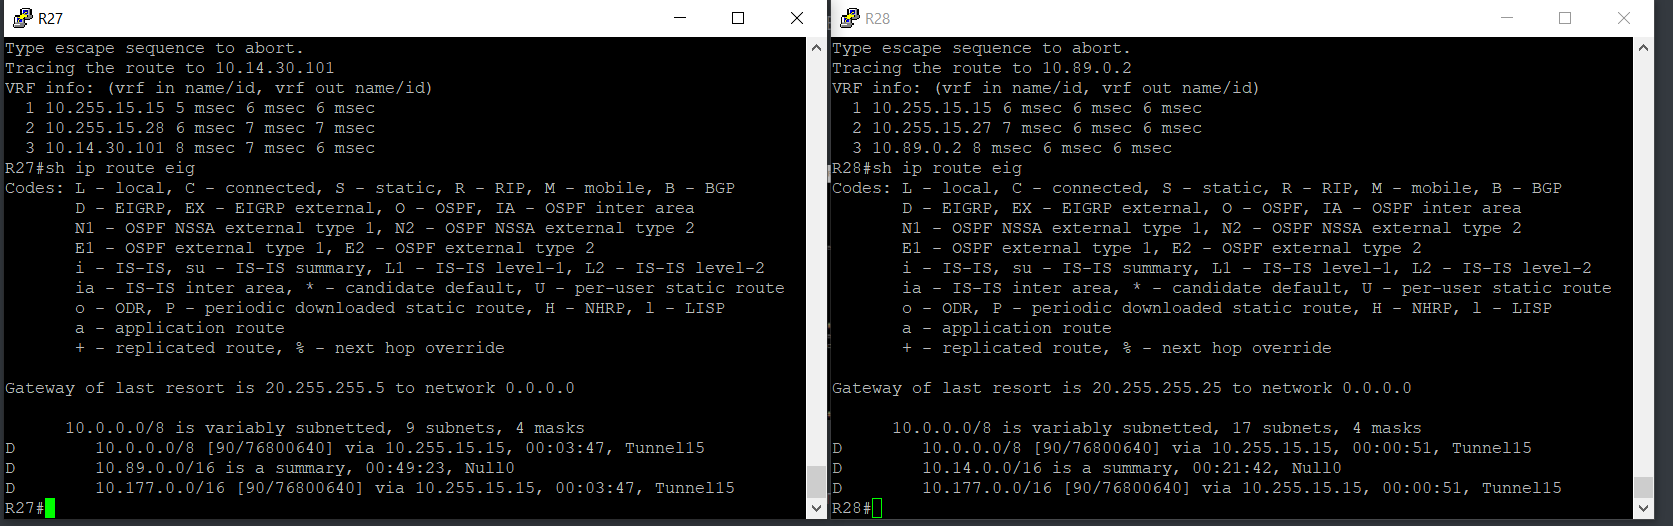 R27
Type escape sequence to abort.
Tracing the route to 10.14.30.101
VRF info: (vrf in name/id, vrf out name/id)
1 10.255.15.15 5 msec 6 msec 6 msec
2 10.255.15.28 6 msec 7 msec 7 msec
3 10.14.30.101 8 msec 7 msec 6 msec
R27#sh ip route eig
Codes: L - local, C - connected, S - static, R - RIP, M - mobile, B - BGP
D - EIGRP, EX - EIGRP external, O - OSPF, IA - OSPF inter area
N1 - OSPF NSSA external type 1, N2 - OSPF NSSA external type 2
E1 - OSPF external type 1, E2 - OSPF external type 2
i - IS-IS, su - IS-IS summary, L1 - IS-IS level-1, L2 - IS-IS level-2
ia - IS-IS inter area, * - candidate default, U - per-user static route
o - ODR, P - periodic downloaded static route, H - NHRP, l - LISP
a - application route
+ - replicated route, % - next hop override
Gateway of last resort is 20.255.255.5 to network 0.0.0.0
10.0.0.0/8 is variably subnetted, 9 subnets, 4 masks
D 10.0.0.0/8 [90/76800640] via 10.255.15.15, 00:03:47, Tunnel15
D 10.89.0.0/16 is a summary, 00:49:23, Null0
D 10.177.0.0/16 [90/76800640] via 10.255.15.15, 00:03:47, Tunnel15
R27#
R28
Type escape sequence to abort.
Tracing the route to 10.89.0.2
VRF info: (vrf in name/id, vrf out name/id)
1 10.255.15.15 6 msec 6 msec 6 msec
2 10.255.15.27 7 msec 6 msec 6 msec
3 10.89.0.2 8 msec 6 msec 6 msec
R28#sh ip route eig
Codes: L - local, C - connected, S - static, R - RIP, M - mobile, B - BGP
D - EIGRP, EX - EIGRP external, O - OSPF, IA - OSPF inter area
N1 - OSPF NSSA external type 1, N2 - OSPF NSSA external type 2
E1 - OSPF external type 1, E2 - OSPF external type 2
i - IS-IS, su - IS-IS summary, L1 - IS-IS level-1, L2 - IS-IS level-2
ia - IS-IS inter area, * - candidate default, U - per-user static route
o - ODR, P - periodic downloaded static route, H - NHRP, l - LISP
a - application route
+ - replicated route, % - next hop override
Gateway of last resort is 20.255.255.25 to network 0.0.0.0
10.0.0.0/8 is variably subnetted, 17 subnets, 4 masks
D 10.0.0.0/8 [90/76800640] via 10.255.15.15, 00:00:51, Tunnel15
D 10.14.0.0/16 is a summary, 00:21:42, Null0
D 10.177.0.0/16 [90/76800640] via 10.255.15.15, 00:00:51, Tunnel15
R28#